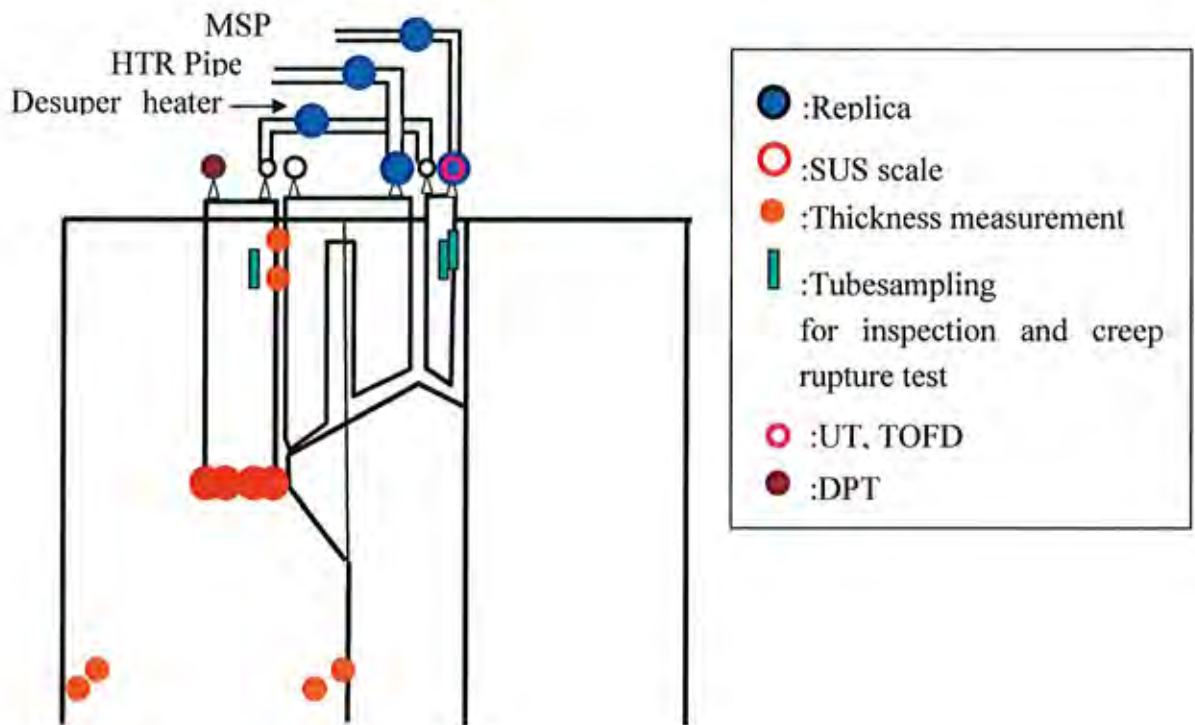 MSP
HTR Pipe
Desuper heater
:Replica
:SUS scale
:Thickness measurement
:Tubesampling
for inspection and creep
rupture test
:UT, TOFD
:DPT